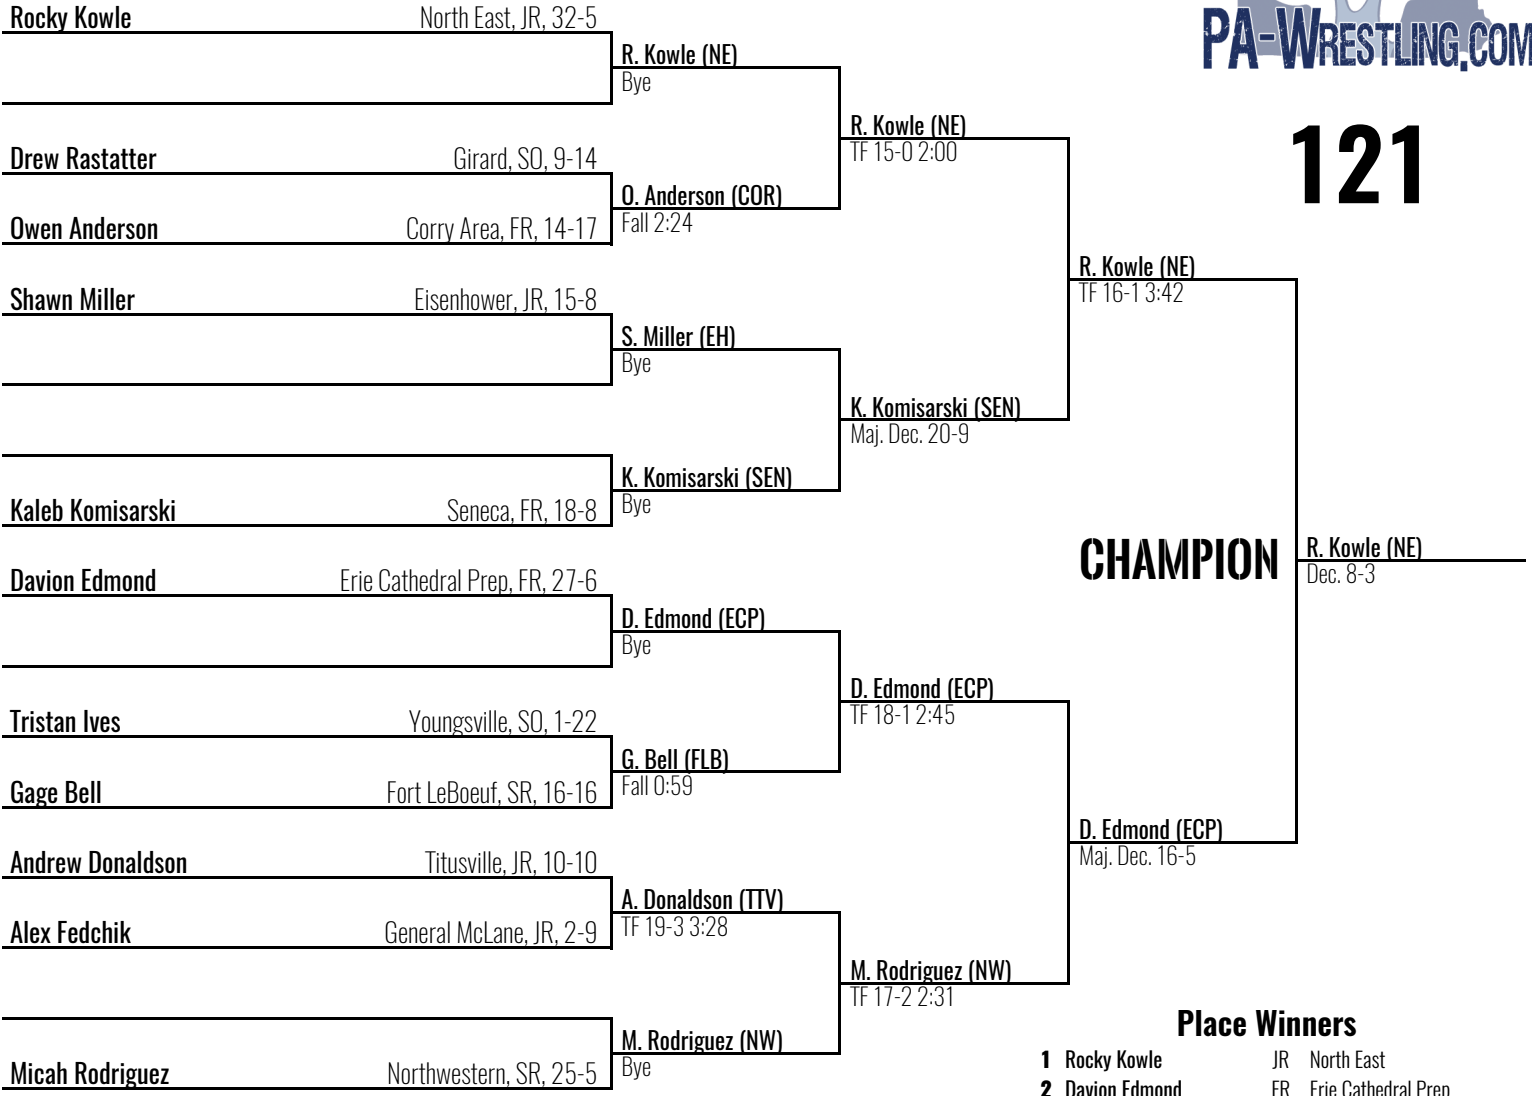 PA-WRESTLING.COM
121
Rocky Kowle North East, JR, 32-5
R. Kowle (NE)
Bye
Drew Rastatter Girard, SO, 9-14
Owen Anderson Corry Area, FR, 14-17
O. Anderson (COR)
Fall 2:24
R. Kowle (NE)
TF 15-0 2:00
Shawn Miller Eisenhower, JR, 15-8
S. Miller (EH)
Bye
Kaleb Komisarski Seneca, FR, 18-8
K. Komisarski (SEN)
Bye
K. Komisarski (SEN)
Maj. Dec. 20-9
R. Kowle (NE)
TF 16-1 3:42
Davion Edmond Erie Cathedral Prep, FR, 27-6
D. Edmond (ECP)
Bye
Tristan Ives Youngsville, SO, 1-22
Gage Bell Fort LeBoeuf, SR, 16-16
G. Bell (FLB)
Fall 0:59
D. Edmond (ECP)
TF 18-1 2:45
Andrew Donaldson Titusville, JR, 10-10
Alex Fedchik General McLane, JR, 2-9
A. Donaldson (TTV)
TF 19-3 3:28
Micah Rodriguez Northwestern, SR, 25-5
M. Rodriguez (NW)
Bye
M. Rodriguez (NW)
TF 17-2 2:31
D. Edmond (ECP)
Maj. Dec. 16-5
CHAMPION
R. Kowle (NE)
Dec. 8-3
Place Winners
1 Rocky Kowle JR North East
2 Davion Edmond FR Erie Cathedral Prep